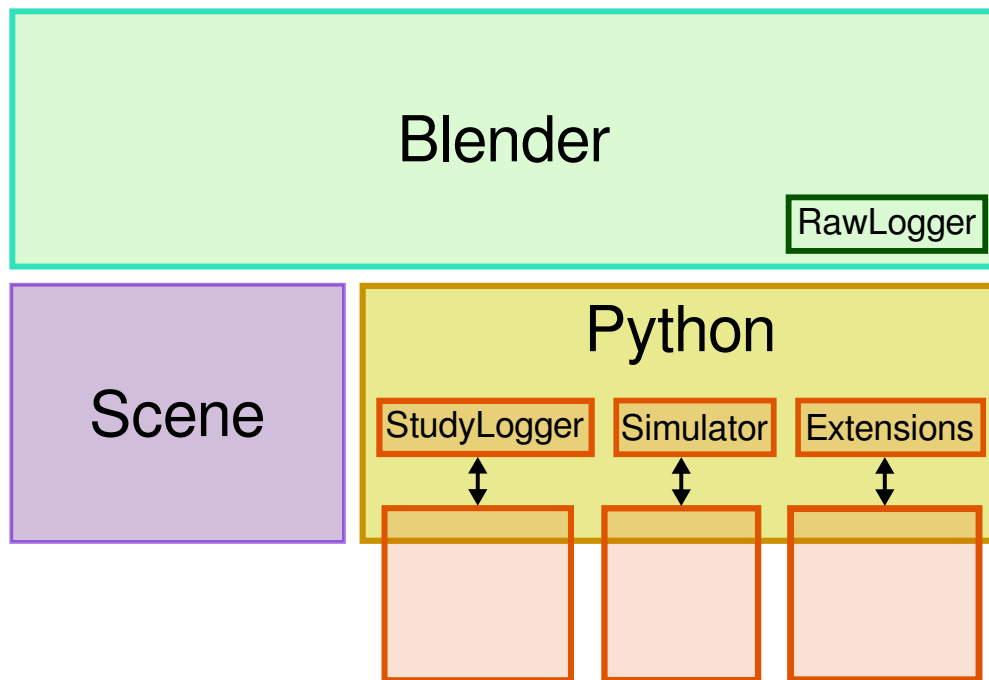 Blender
RawLogger
Scene
Python
StudyLogger
Simulator
Extensions